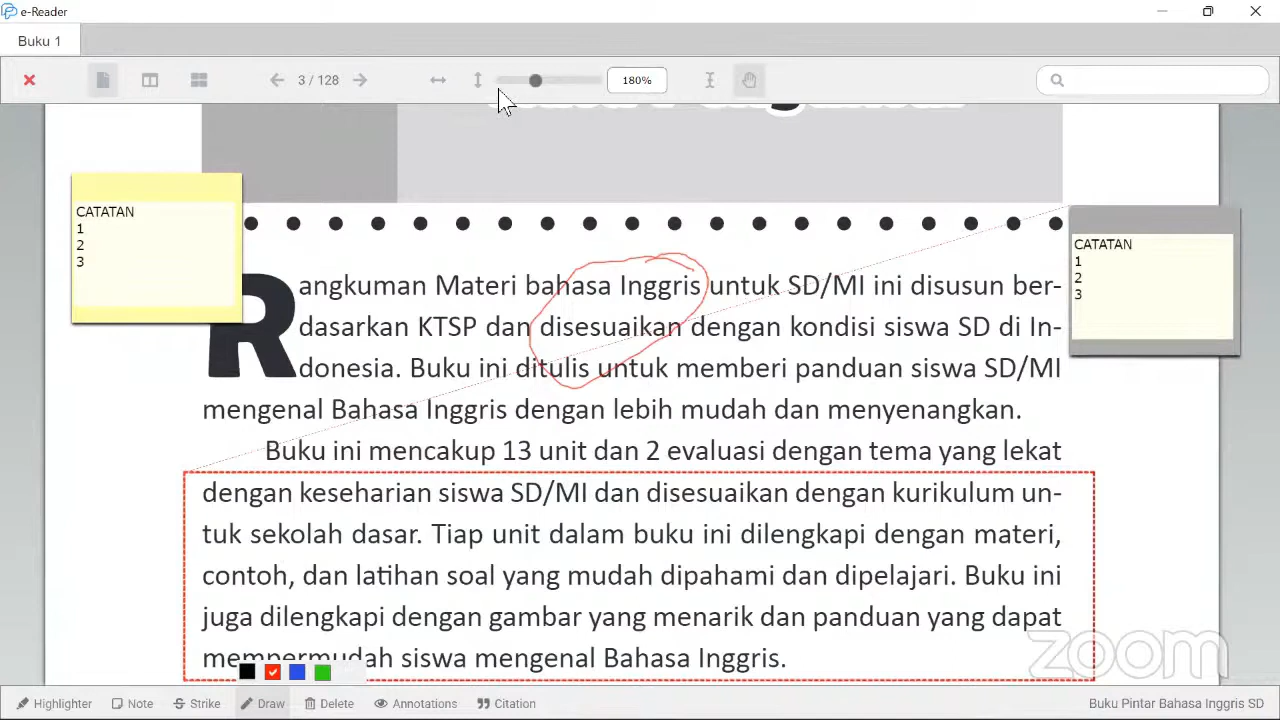 e-Reader
Buku 1
3 / 128
180%
CATATAN
1
2
3
CATATAN
1
2
3
Rangkuman Materi bahasa Inggris untuk SD/MI ini disusun ber-
dasarkan KTSP dan disesuaikan dengan kondisi siswa SD di In-
donesia. Buku ini ditulis untuk memberi panduan siswa SD/MI
mengenal Bahasa Inggris dengan lebih mudah dan menyenangkan.
Buku ini mencakup 13 unit dan 2 evaluasi dengan tema yang lekat
dengan keseharian siswa SD/MI dan disesuaikan dengan kurikulum un-
tuk sekolah dasar. Tiap unit dalam buku ini dilengkapi dengan materi,
contoh, dan latihan soal yang mudah dipahami dan dipelajari. Buku ini
juga dilengkapi dengan gambar yang menarik dan panduan yang dapat
mempermudah siswa mengenal Bahasa Inggris.
zoom
Highlighter Note Strike Draw Delete Annotations Citation Buku Pintar Bahasa Inggris SD